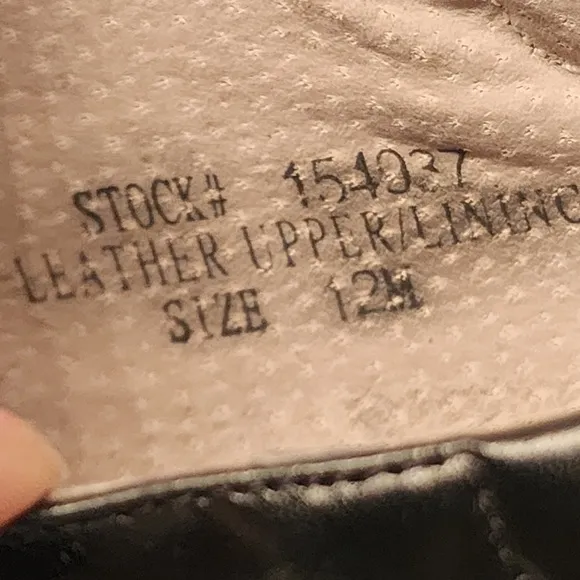 STOCK# 154037
LEATHER UPPER/LINING
SIZE 12M